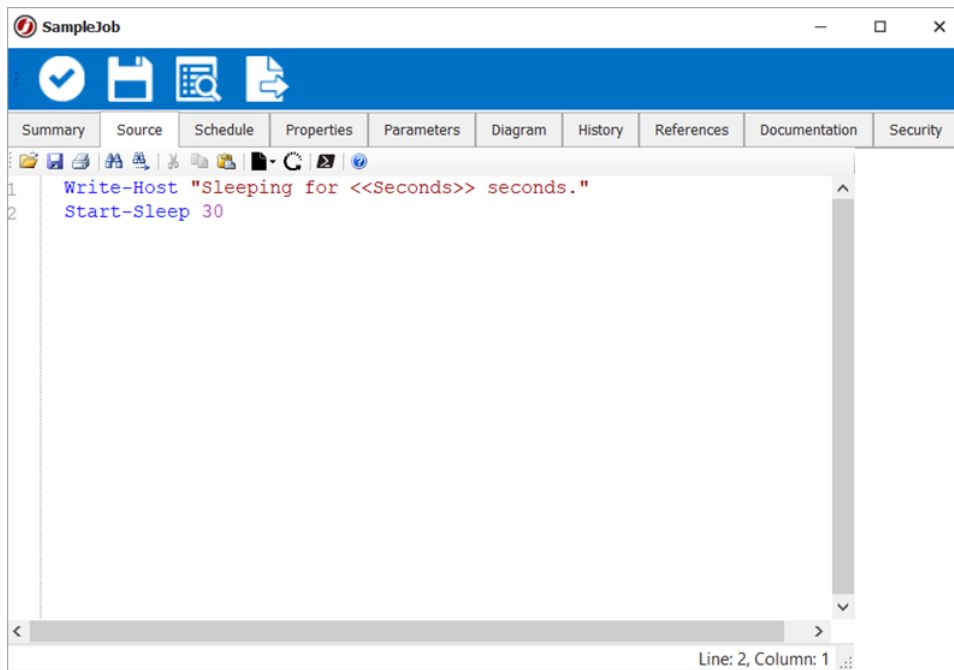 SampleJob
Summary Source Schedule Properties Parameters Diagram History References Documentation Security
1 Write-Host "Sleeping for <<Seconds>> seconds."
2 Start-Sleep 30
Line: 2, Column: 1